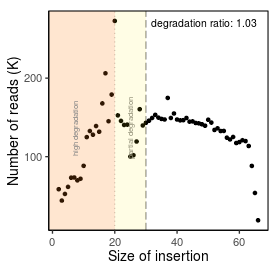 degradation ratio: 1.03
Number of reads (K)
200
100
high degradation
partial degradation
0
20
40
60
Size of insertion